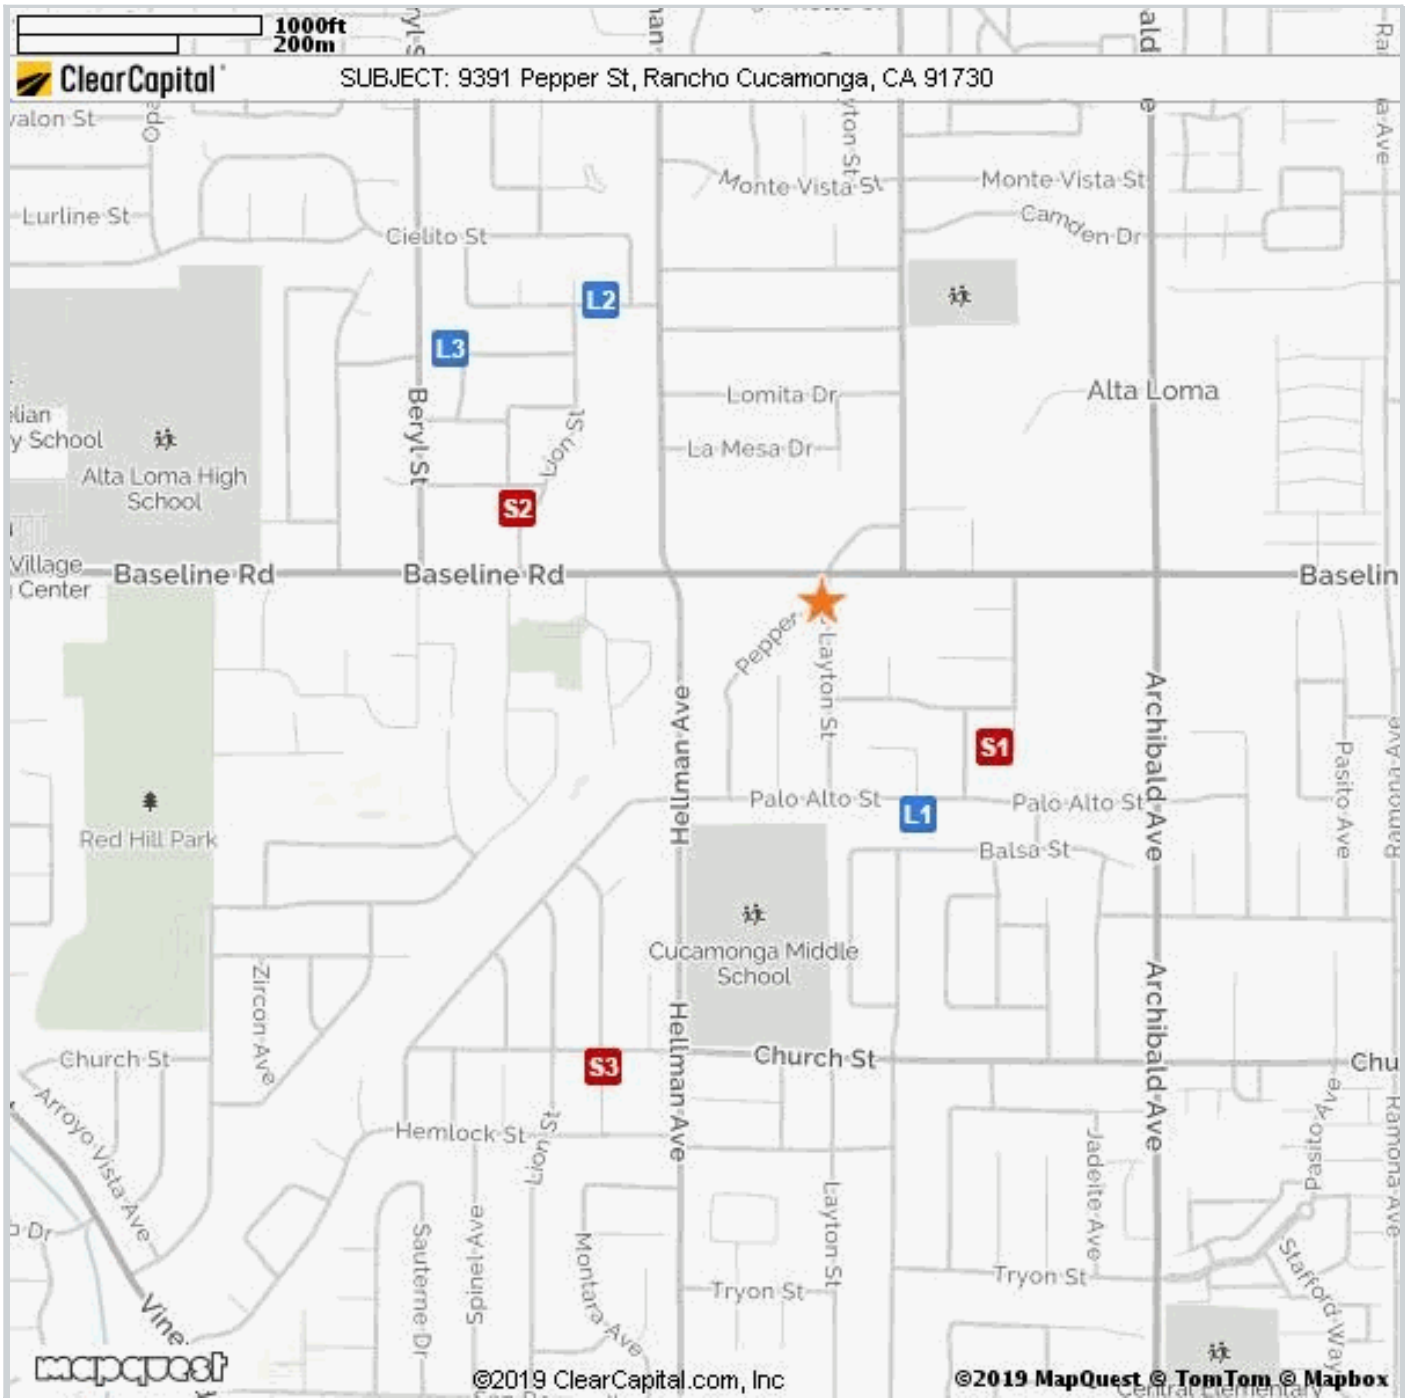 1000ft
200m
ClearCapital
SUBJECT: 9391 Pepper St, Rancho Cucamonga, CA 91730
Monte Vista St
Monte Vista St
Lurline St
Camden Dr
Cielito St
L2
L3
Lomita Dr
Alta Loma
Beryl St
y School
Lion St
La Mesa Dr
Alta Loma High
School
S2
Village
Center
Baseline Rd
Baseline Rd
Baselin
Pepper
Layton St
Hellman Ave
Archibald Ave
S1
Pasito Ave
Ramona Ave
Palo Alto St
Palo Alto St
L1
Red Hill Park
Balsa St
Cucamonga Middle
School
Zircon Ave
Hellman Ave
Archibald Ave
Church St
Church St
Chu
S3
Arroyo Vista Ave
Hemlock St
Lion St
Jadeite Ave
Pasito Ave
Ramona Ave
Layton St
Sauterne Dr
Spinel Ave
Montara Ave
Tryon St
Tryon St
Stafford Way
Vine
mapquest
©2019 ClearCapital.com, Inc
©2019 MapQuest © TomTom © Mapbox